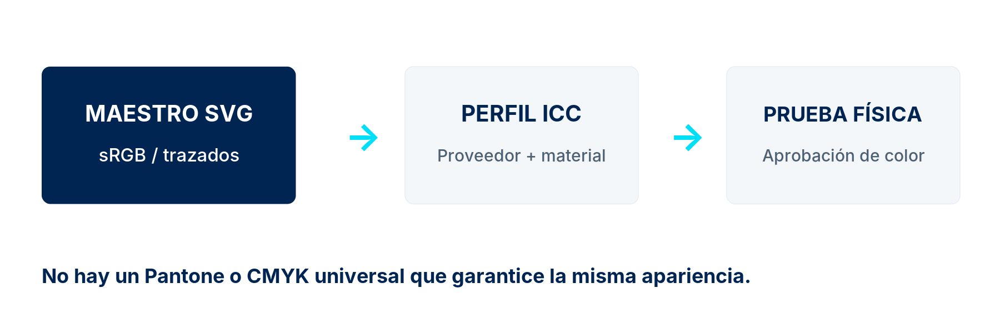 MAESTRO SVG
sRGB / trazados
PERFIL ICC
Proveedor + material
PRUEBA FÍSICA
Aprobación de color
No hay un Pantone o CMYK universal que garantice la misma apariencia.